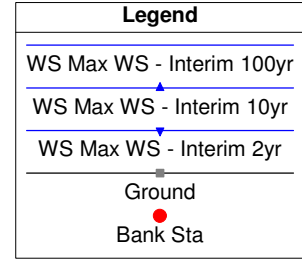 Legend
WS Max WS - Interim 100yr
WS Max WS - Interim 10yr
WS Max WS - Interim 2yr
Ground
Bank Sta